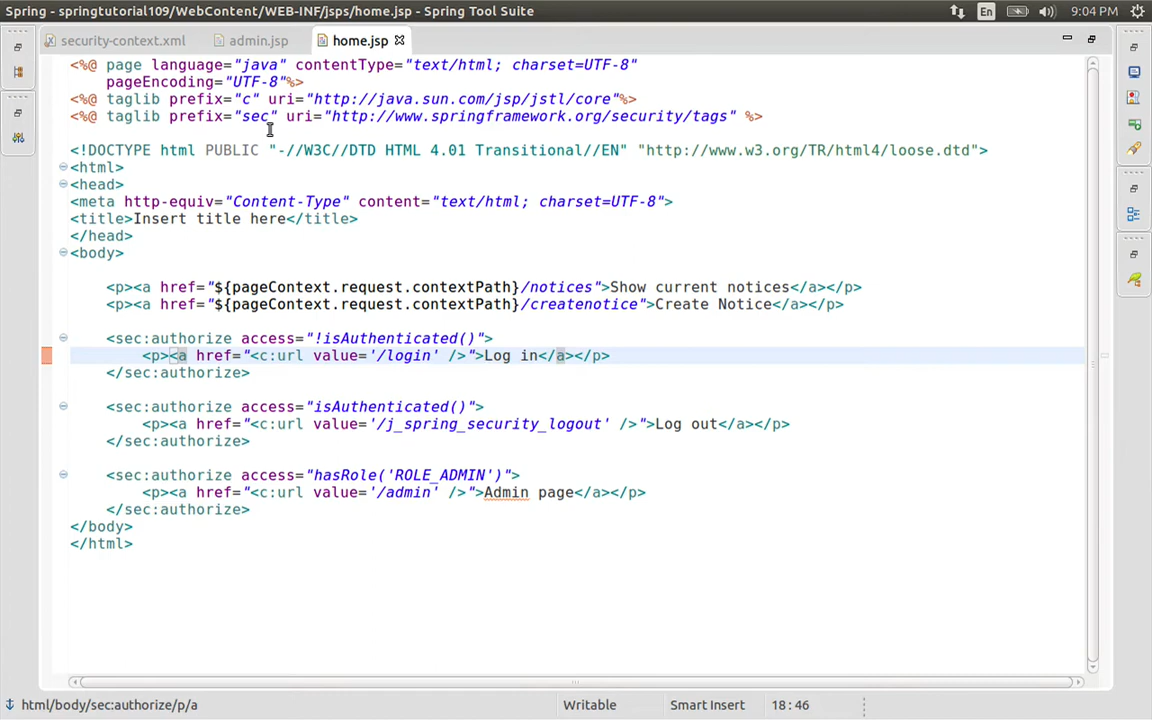 Spring - springtutorial109/WebContent/WEB-INF/jsps/home.jsp - Spring Tool Suite
En
9:04 PM
security-context.xml
admin.jsp
home.jsp
<%@ page language="java" contentType="text/html; charset=UTF-8"
    pageEncoding="UTF-8"%>
<%@ taglib prefix="c" uri="http://java.sun.com/jsp/jstl/core"%>
<%@ taglib prefix="sec" uri="http://www.springframework.org/security/tags" %>
<!DOCTYPE html PUBLIC "-//W3C//DTD HTML 4.01 Transitional//EN" "http://www.w3.org/TR/html4/loose.dtd">
<html>
<head>
<meta http-equiv="Content-Type" content="text/html; charset=UTF-8">
<title>Insert title here</title>
</head>
<body>
    <p><a href="${pageContext.request.contextPath}/notices">Show current notices</a></p>
    <p><a href="${pageContext.request.contextPath}/createnotice">Create Notice</a></p>
    <sec:authorize access="!isAuthenticated()">
        <p><a href="<c:url value='/login' />">Log in</a></p>
    </sec:authorize>
    <sec:authorize access="isAuthenticated()">
        <p><a href="<c:url value='/j_spring_security_logout' />">Log out</a></p>
    </sec:authorize>
    <sec:authorize access="hasRole('ROLE_ADMIN')">
        <p><a href="<c:url value='/admin' />">Admin page</a></p>
    </sec:authorize>
</body>
</html>
html/body/sec:authorize/p/a
Writable
Smart Insert
18:46